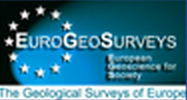 EUROGEOSURVEYS
European
Geoscience for
Society
The Geological Surveys of Europe